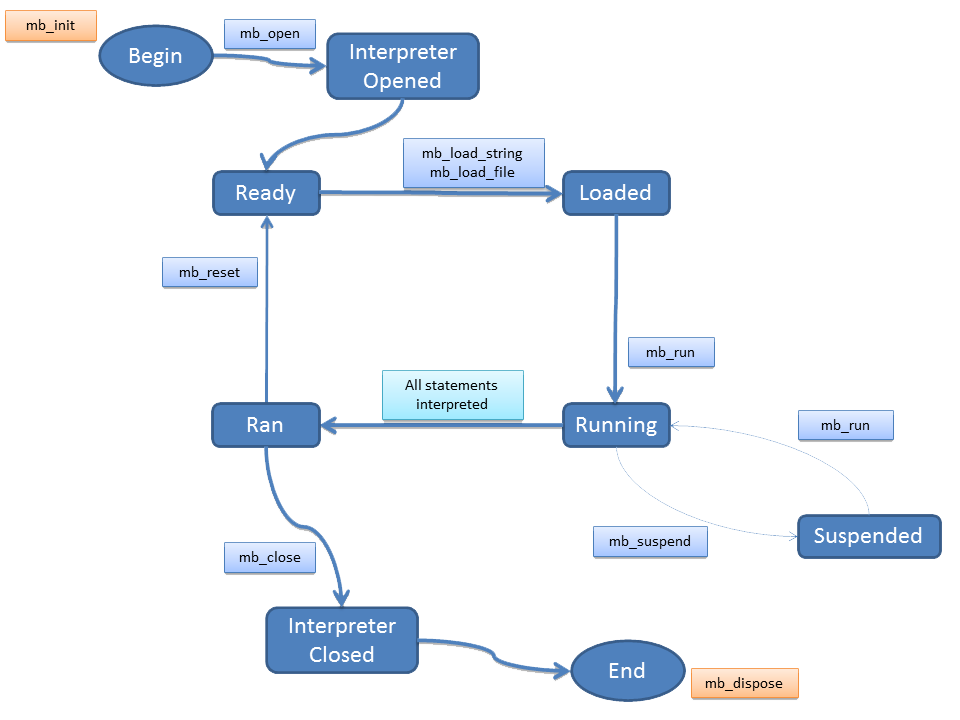 mb_init
Begin
mb_open
Interpreter
Opened
Ready
mb_load_string
mb_load_file
Loaded
mb_reset
mb_run
Ran
All statements
interpreted
Running
mb_run
mb_suspend
Suspended
mb_close
Interpreter
Closed
End
mb_dispose